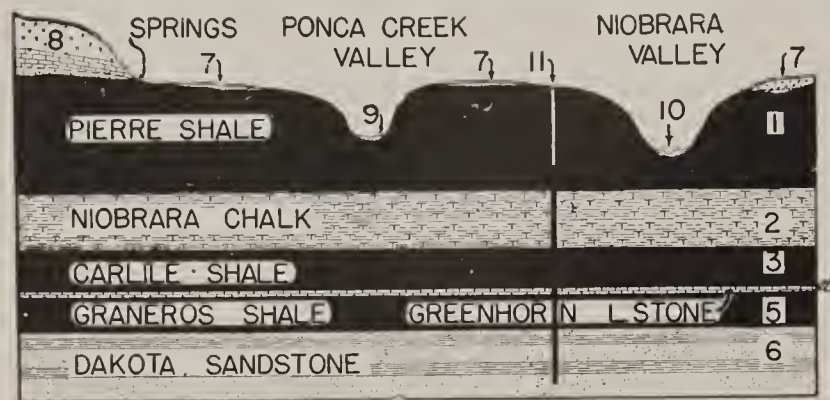 SPRINGS PONCA CREEK NIOBRARA
8 7 VALLEY 7 11 VALLEY 7
9 10
PIERRE SHALE 1
NIOBRARA CHALK 2
CARLILE SHALE 3
GRANEROS SHALE GREENHORN L.STONE 5
DAKOTA SANDSTONE 6